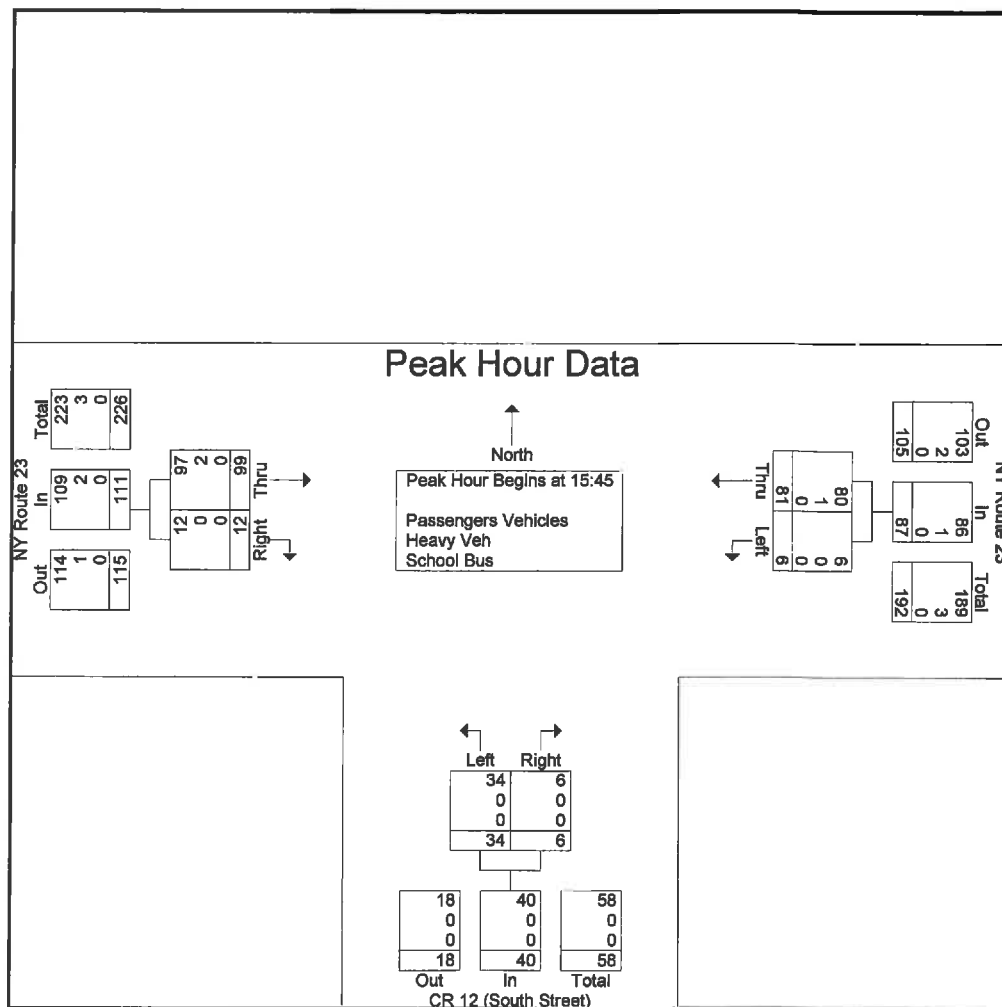 Peak Hour Data
North
Peak Hour Begins at 15:45
Passengers Vehicles
Heavy Veh
School Bus
NY Route 23
Total
223
3
0
226
In
109
2
0
111
Out
114
1
0
115
Thru
97
2
0
99
Right
12
0
0
12
Out
103
2
0
105
In
86
1
0
87
Total
189
3
0
192
Thru
80
1
0
81
Left
6
0
0
6
Left Right
34 6
0 0
0 0
34 6
18 40 58
0 0 0
0 0 0
18 40 58
Out In Total
CR 12 (South Street)